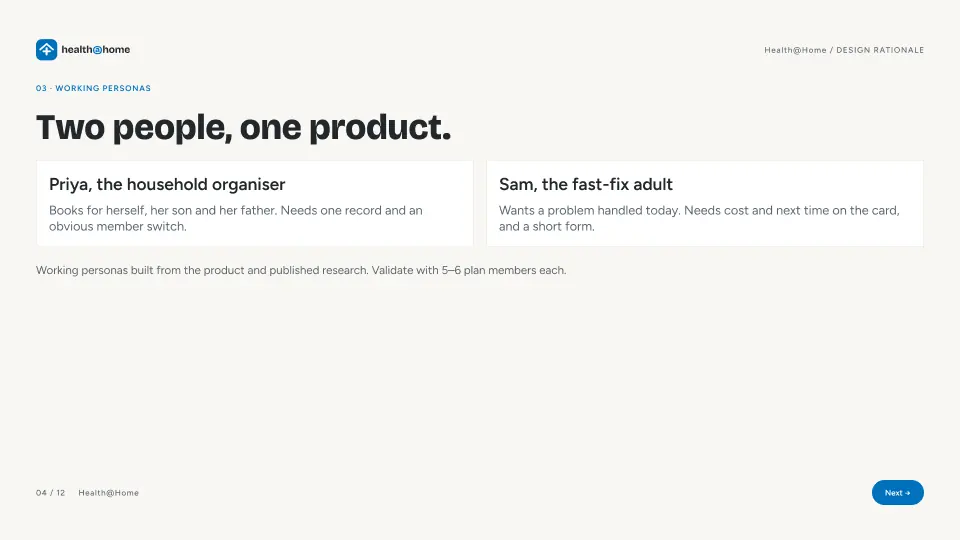 health@home
Health@Home / DESIGN RATIONALE
03 · WORKING PERSONAS
Two people, one product.
Priya, the household organiser
Books for herself, her son and her father. Needs one record and an
obvious member switch.
Sam, the fast-fix adult
Wants a problem handled today. Needs cost and next time on the card,
and a short form.
Working personas built from the product and published research. Validate with 5–6 plan members each.
04 / 12 Health@Home
Next →